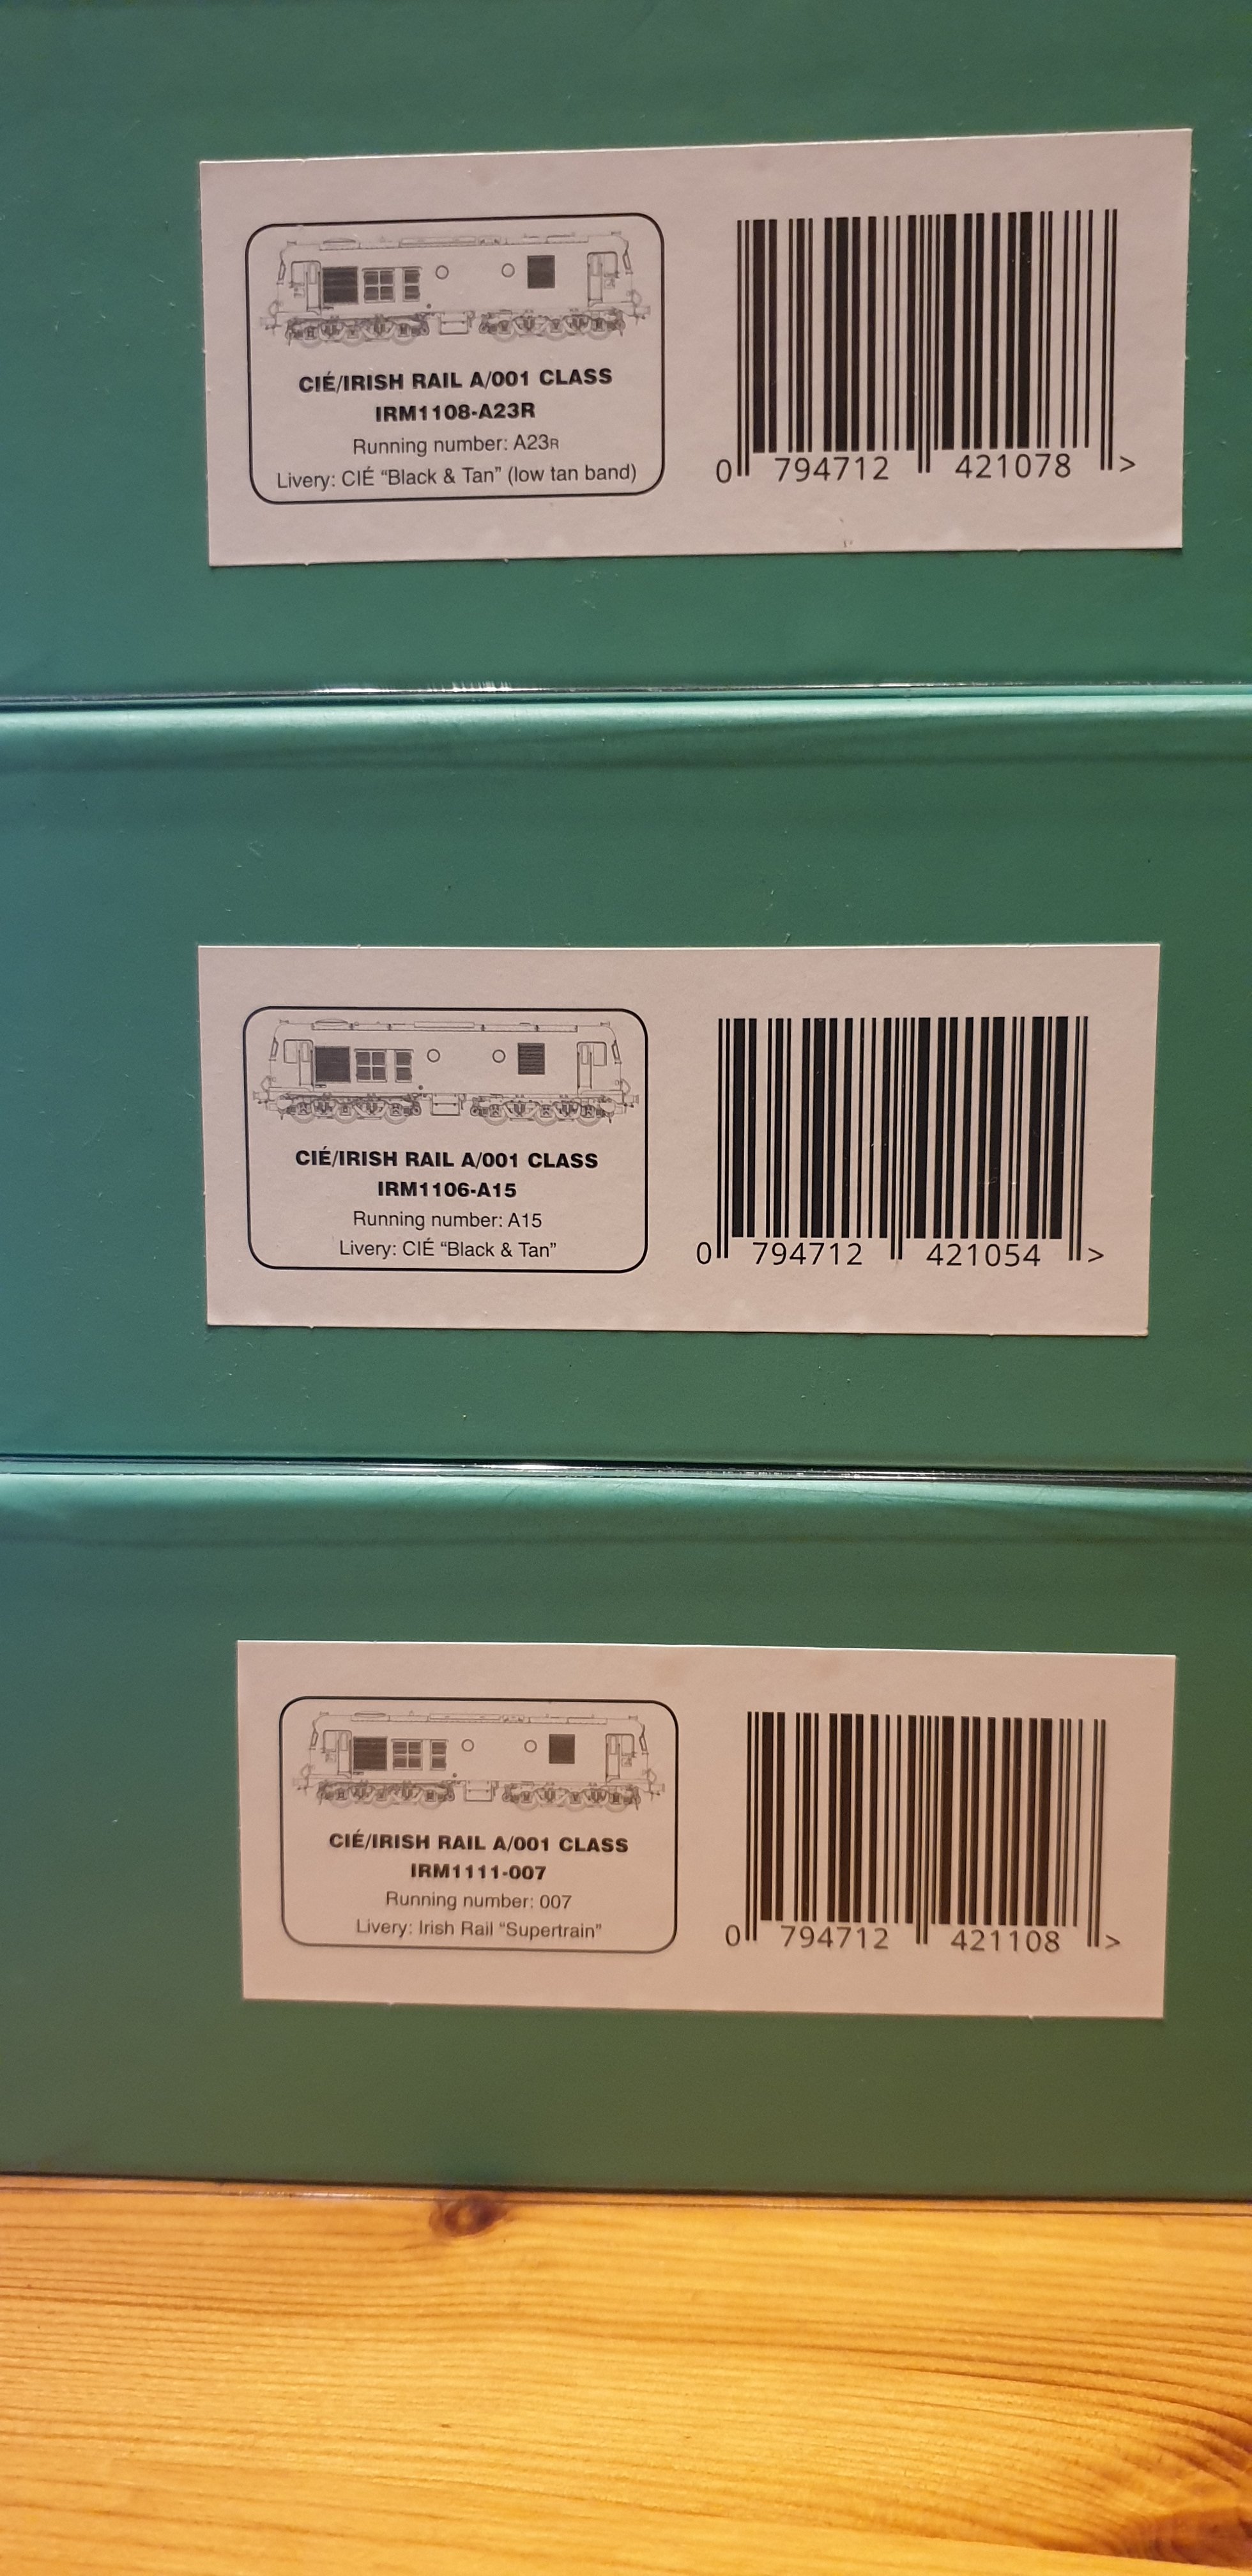 CIÉ/IRISH RAIL A/001 CLASS
IRM1108-A23R
Running number: A23R
Livery: CIÉ “Black & Tan” (low tan band)
0 794712 421078 >
CIÉ/IRISH RAIL A/001 CLASS
IRM1106-A15
Running number: A15
Livery: CIÉ “Black & Tan”
0 794712 421054 >
CIÉ/IRISH RAIL A/001 CLASS
IRM1111-007
Running number: 007
Livery: Irish Rail “Supertrain”
0 794712 421108 >